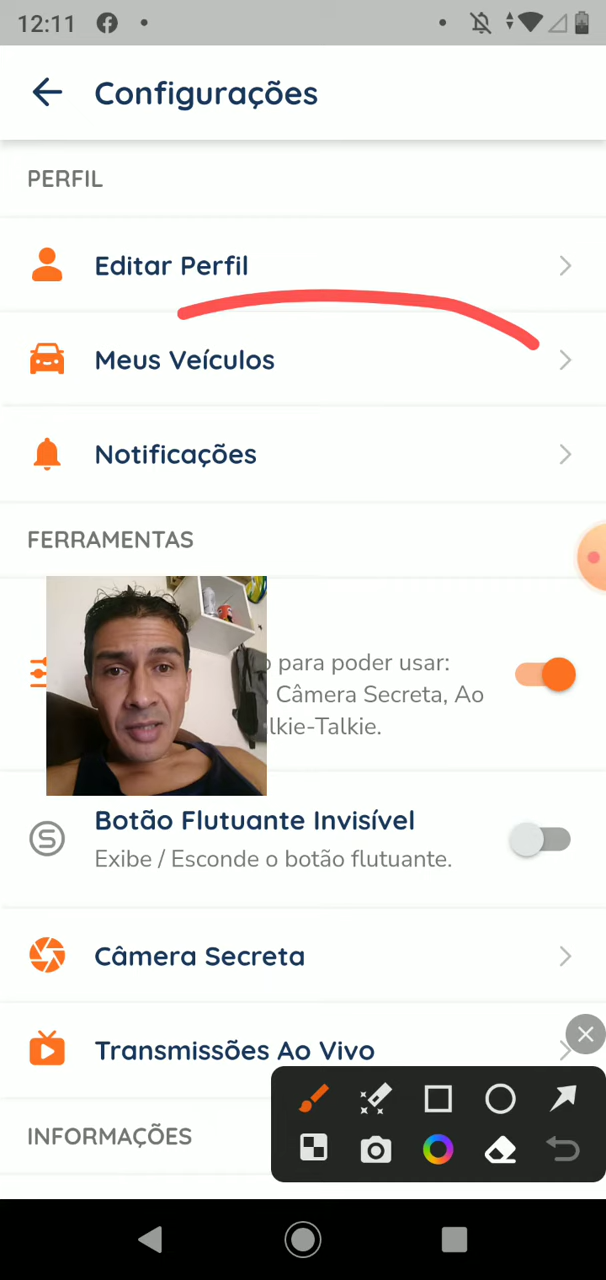 12:11
Configurações
PERFIL
Editar Perfil
Meus Veículos
Notificações
FERRAMENTAS
para poder usar:
, Câmera Secreta, Ao
lkie-Talkie.
Botão Flutuante Invisível
Exibe / Esconde o botão flutuante.
Câmera Secreta
Transmissões Ao Vivo
INFORMAÇÕES